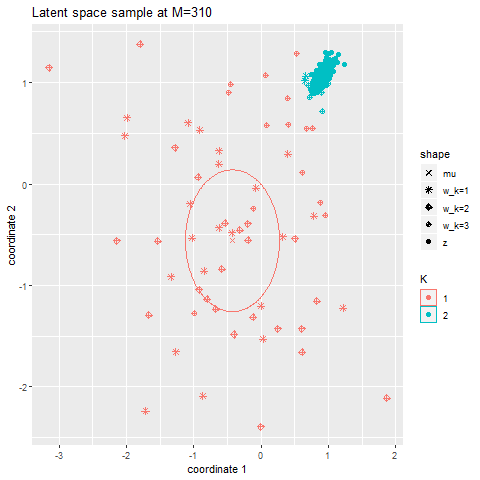 Latent space sample at M=310
coordinate 2
1
0
-1
-2
-3
-2
-1
0
1
2
coordinate 1
shape
mu
w_k=1
w_k=2
w_k=3
z
K
1
2